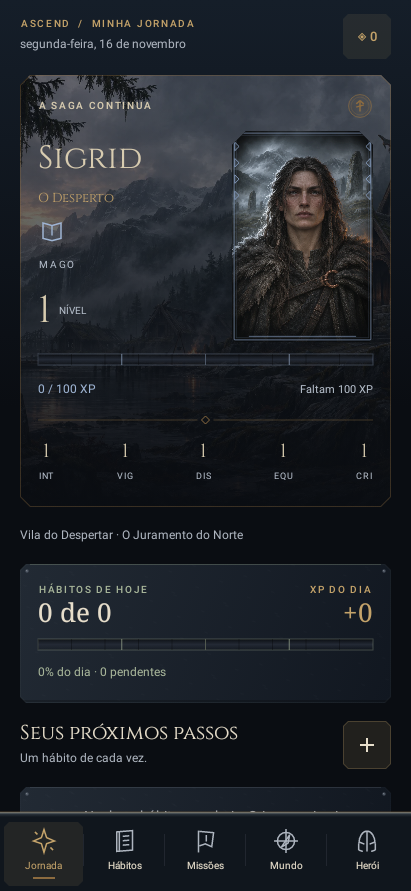 ASCEND / MINHA JORNADA
segunda-feira, 16 de novembro
◈ 0
A SAGA CONTINUA
SIGRID
O DESPERTO
MAGO
1 NÍVEL
0 / 100 XP
Faltam 100 XP
1 1 1 1 1
INT VIG DIS EQU CRI
Vila do Despertar · O Juramento do Norte
HÁBITOS DE HOJE
XP DO DIA
0 de 0
+0
0% do dia · 0 pendentes
SEUS PRÓXIMOS PASSOS
Um hábito de cada vez.
+
Jornada Hábitos Missões Mundo Herói